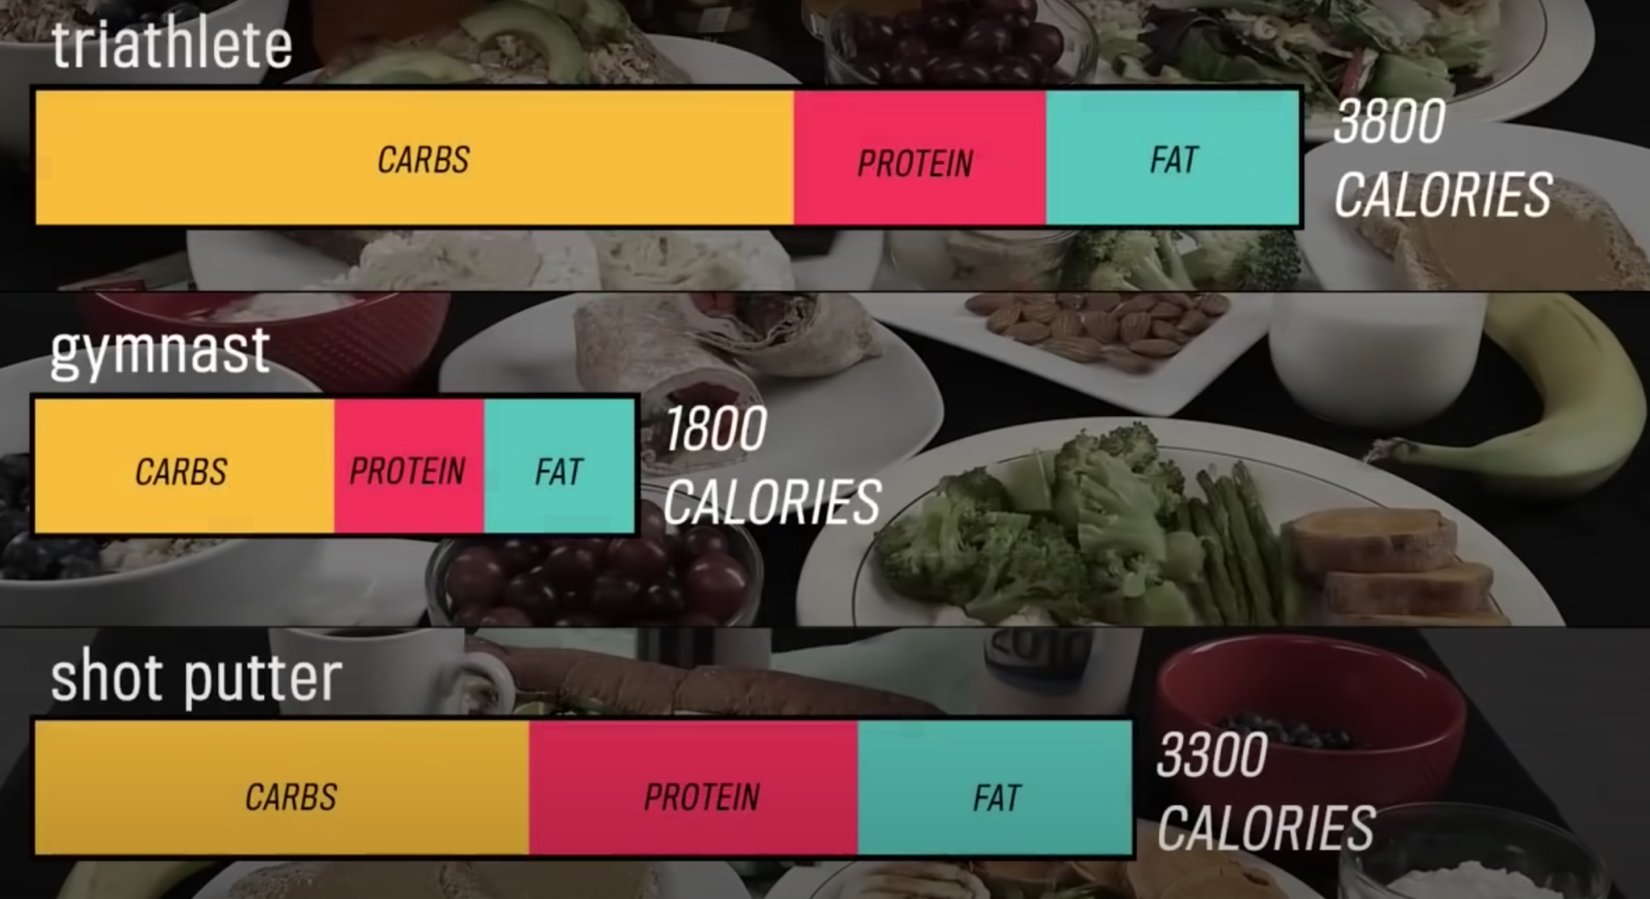 triathlete
CARBS PROTEIN FAT
3800
CALORIES
gymnast
CARBS PROTEIN FAT
1800
CALORIES
shot putter
2016
CARBS PROTEIN FAT
3300
CALORIES